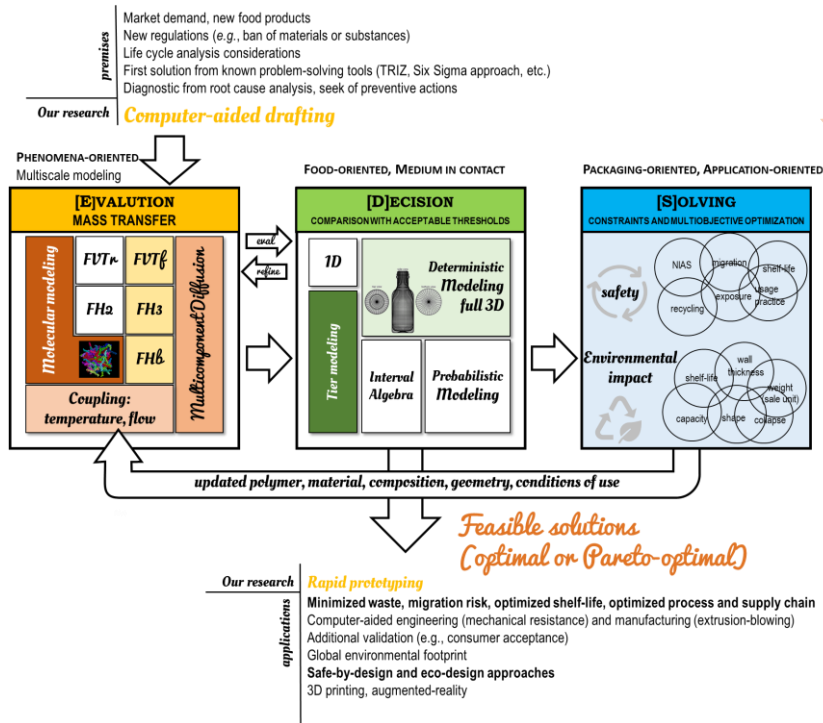 premises
Market demand, new food products
New regulations (e.g., ban of materials or substances)
Life cycle analysis considerations
First solution from known problem-solving tools (TRIZ, Six Sigma approach, etc.)
Diagnostic from root cause analysis, seek of preventive actions
Our research
Computer-aided drafting
PHENOMENA-ORIENTED
Multiscale modeling
[E]VALUTION
MASS TRANSFER
Molecular modeling
FVTr
FVTf
FH2
FH3
FHb
Multicomponent Diffusion
Coupling:
temperature, flow
eval
refine
FOOD-ORIENTED, MEDIUM IN CONTACT
[D]ECISION
COMPARISON WITH ACCEPTABLE THRESHOLDS
1D
Deterministic
Modeling
full 3D
Tier modeling
Interval
Algebra
Probabilistic
Modeling
PACKAGING-ORIENTED, APPLICATION-ORIENTED
[S]OLVING
CONSTRAINTS AND MULTIOBJECTIVE OPTIMIZATION
safety
NIAS
migration
shelf-life
recycling
exposure
usage
practice
Environmental
impact
shelf-life
wall
thickness
weight
(sale unit)
capacity
shape
collapse
updated polymer, material, composition, geometry, conditions of use
Feasible solutions
(optimal or Pareto-optimal)
Our research
Rapid prototyping
applications
Minimized waste, migration risk, optimized shelf-life, optimized process and supply chain
Computer-aided engineering (mechanical resistance) and manufacturing (extrusion-blowing)
Additional validation (e.g., consumer acceptance)
Global environmental footprint
Safe-by-design and eco-design approaches
3D printing, augmented-reality